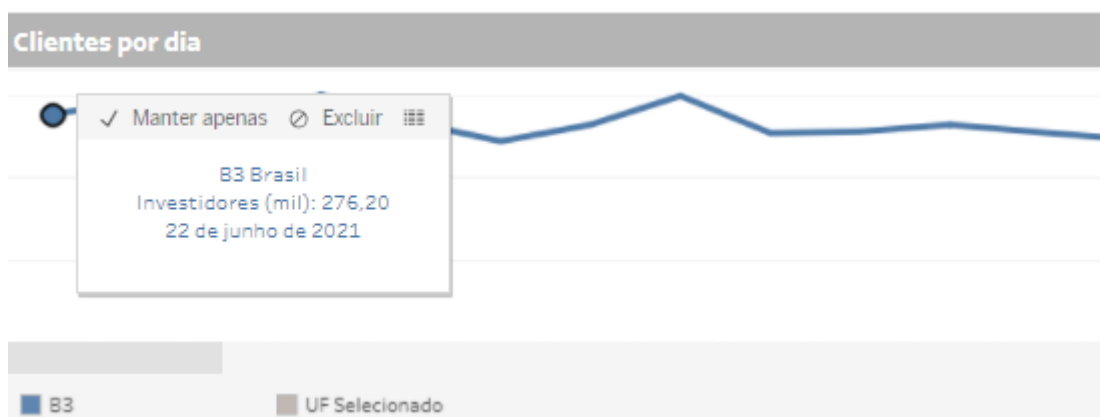 Clientes por dia
Manter apenas Excluir
B3 Brasil
Investidores (mil): 276,20
22 de junho de 2021
B3 UF Selecionado